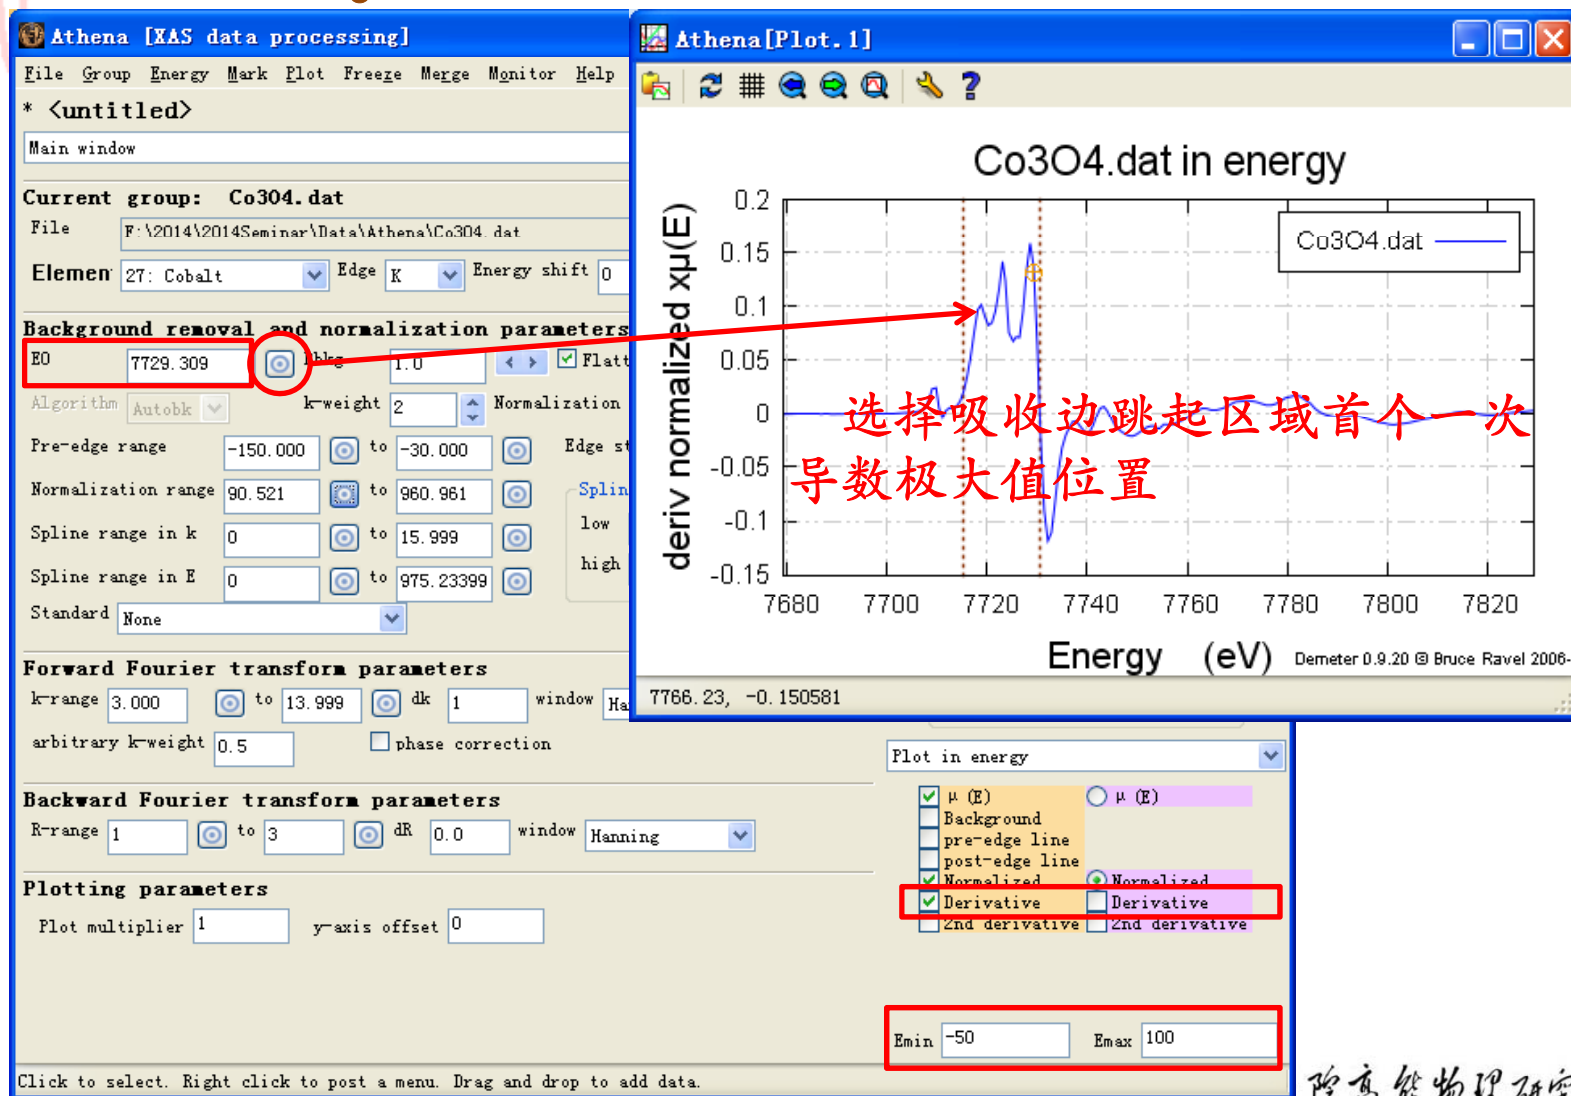 Athena [XAS data processing]
File Group Energy Mark Plot Freeze Merge Monitor Help
* <untitled>
Main window
Current group: Co3O4.dat
File F:\2014\2014Seminar\Data\Athena\Co3O4.dat
Elemen 27: Cobalt Edge K Energy shift 0
Background removal and normalization parameters
E0 7729.309 1.0 Flatt
Algorithm Autobk k-weight 2 Normalization
Pre-edge range -150.000 to -30.000 Edge st
Normalization range 90.521 to 960.961 Splin
Spline range in k 0 to 15.999 low
Spline range in E 0 to 975.23399 high
Standard None
Forward Fourier transform parameters
k-range 3.000 to 13.999 dk 1 window Ha
arbitrary k-weight 0.5 phase correction
Backward Fourier transform parameters
R-range 1 to 3 dR 0.0 window Hanning
Plotting parameters
Plot multiplier 1 y-axis offset 0
Click to select. Right click to post a menu. Drag and drop to add data.
Athena[Plot.1]
Co3O4.dat in energy
Co3O4.dat
deriv normalized xμ(E)
0.2
0.15
0.1
0.05
0
-0.05
-0.1
-0.15
7680 7700 7720 7740 7760 7780 7800 7820
Energy (eV)
Demeter 0.9.20 © Bruce Ravel 2006-
选择吸收边跳起区域首个一次
导数极大值位置
7766.23, -0.150581
Plot in energy
μ(E) μ(E)
Background
pre-edge line
post-edge line
Normalized Normalized
Derivative Derivative
2nd derivative 2nd derivative
Emin -50 Emax 100
院高能物理研究